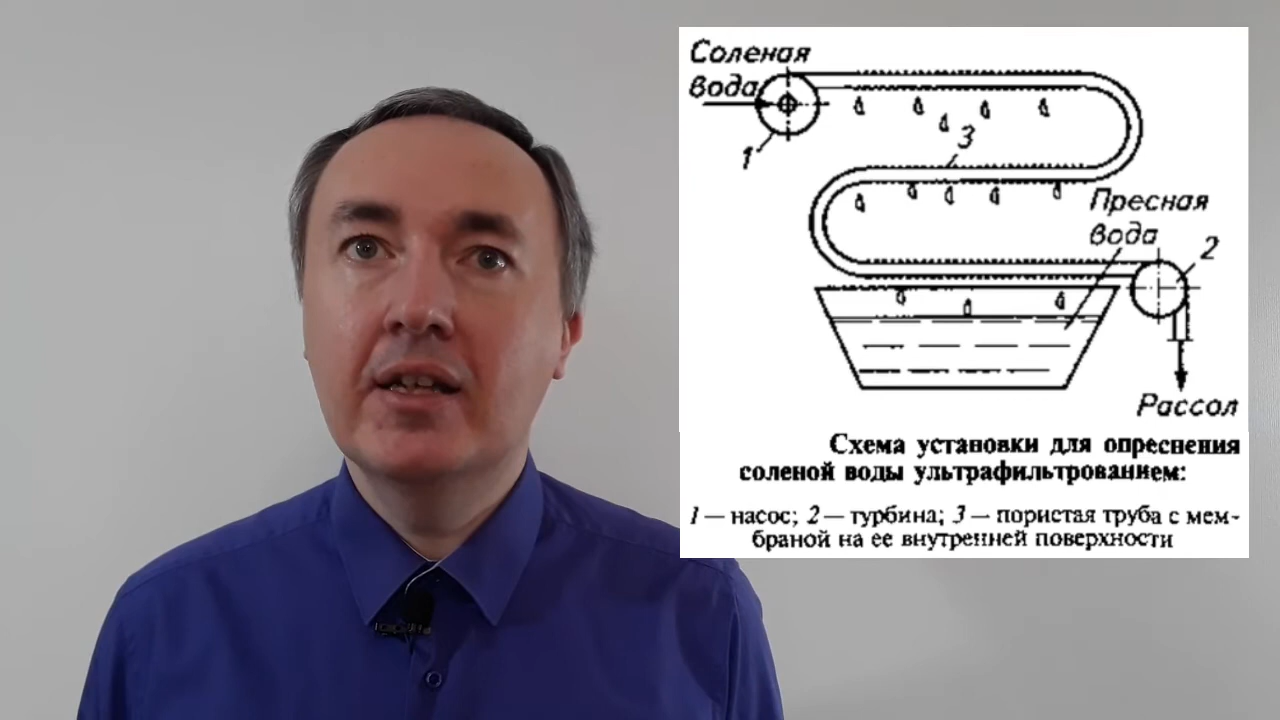 Соленая
вода
1
3
Пресная
вода
2
Рассол
Схема установки для опреснения
соленой воды ультрафильтрованием:
1 — насос; 2 — турбина; 3 — пористая труба с мем-
браной на ее внутренней поверхности